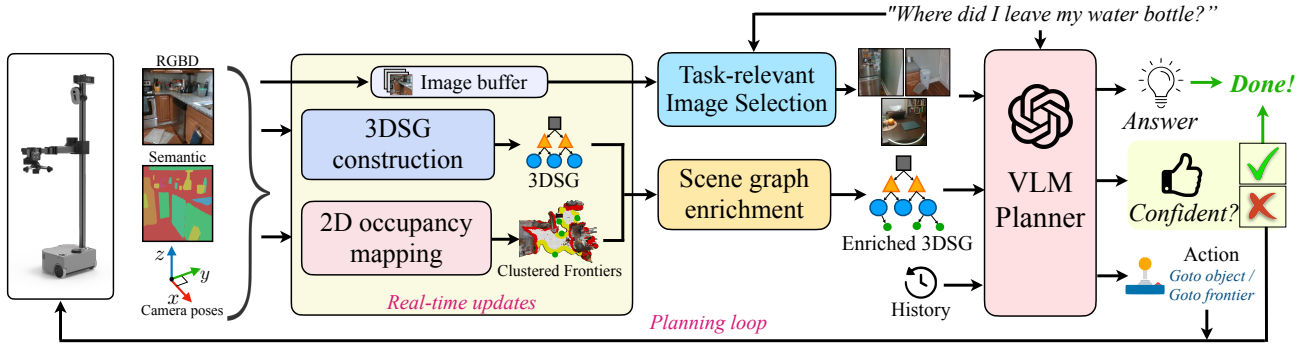 "Where did I leave my water bottle?”
RGBD
Semantic
z
y
x
Camera poses
Image buffer
3DSG
construction
3DSG
2D occupancy
mapping
Clustered Frontiers
Real-time updates
Task-relevant
Image Selection
Scene graph
enrichment
Enriched 3DSG
History
VLM
Planner
Answer
Done!
Confident?
Action
Goto object /
Goto frontier
Planning loop